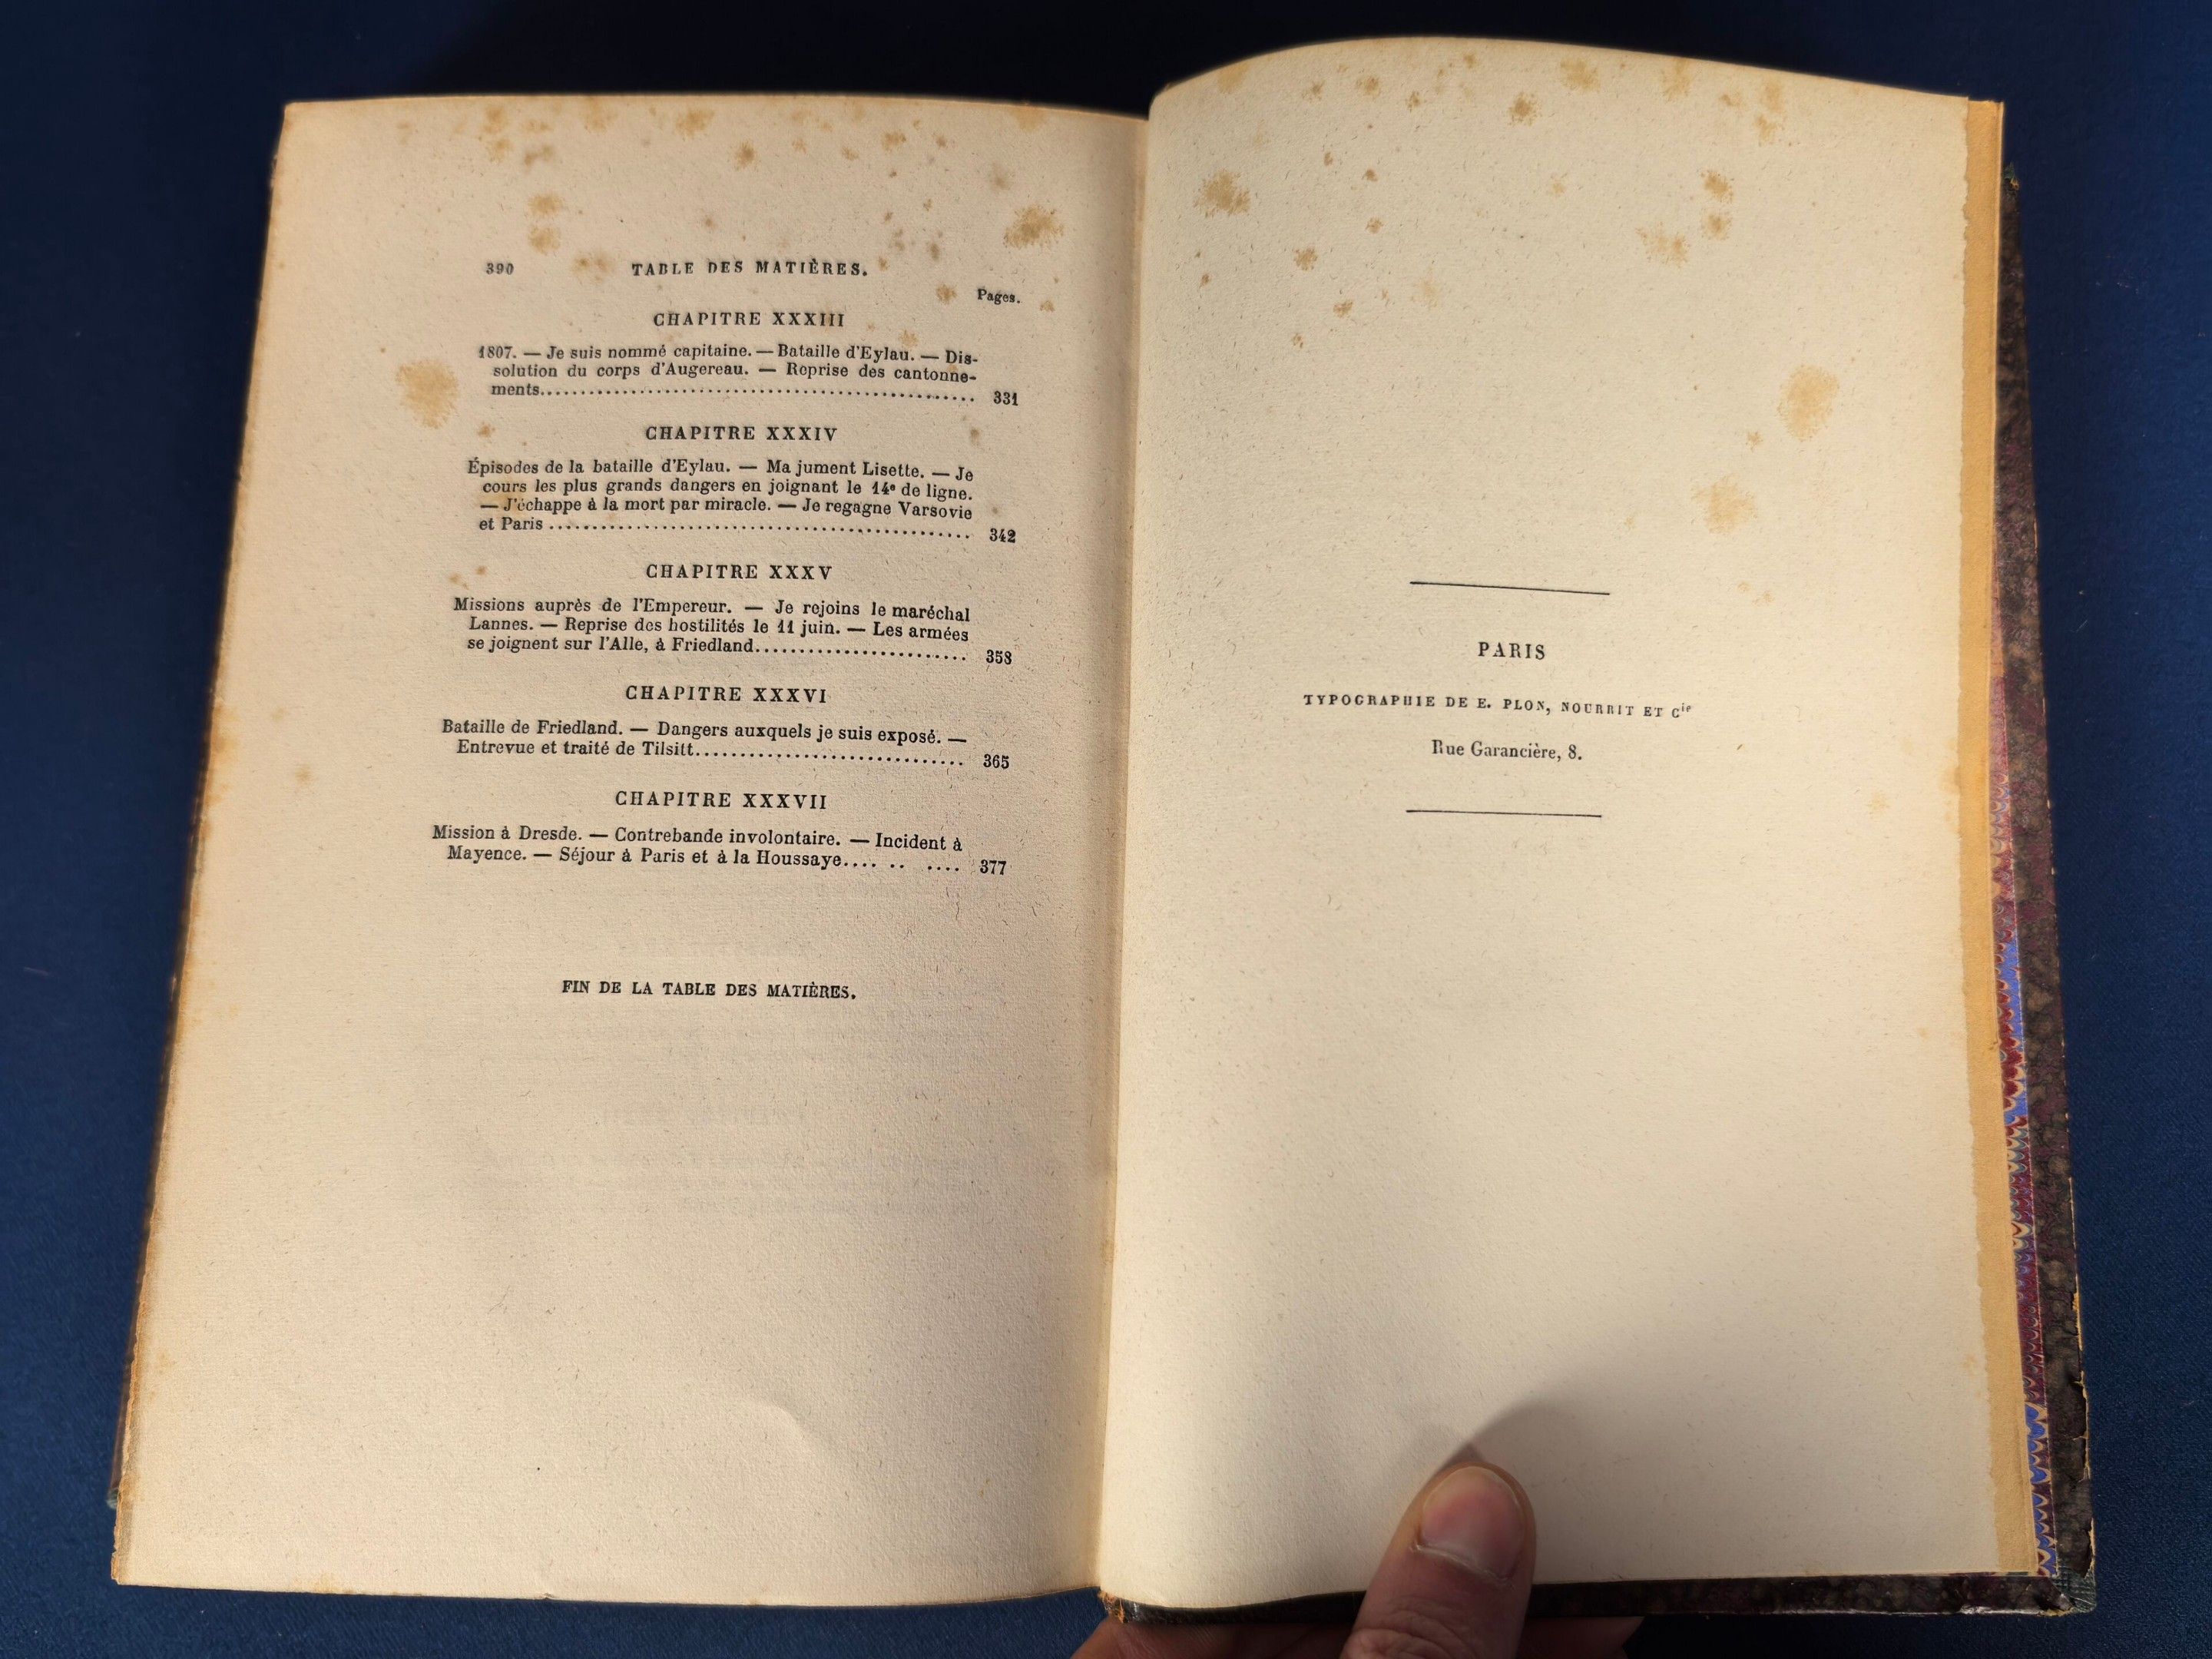 390 TABLE DES MATIÈRES.
Pages.
CHAPITRE XXXIII
1807. — Je suis nommé capitaine. — Bataille d'Eylau. — Dis-
solution du corps d'Augereau. — Reprise des cantonne-
ments.................................................... 331
CHAPITRE XXXIV
Épisodes de la bataille d'Eylau. — Ma jument Lisette. — Je
cours les plus grands dangers en joignant le 14e de ligne.
— J'échappe à la mort par miracle. — Je regagne Varsovie
et Paris .................................................. 342
CHAPITRE XXXV
Missions auprès de l'Empereur. — Je rejoins le maréchal
Lannes. — Reprise des hostilités le 11 juin. — Les armées
se joignent sur l'Alle, à Friedland........................ 358
CHAPITRE XXXVI
Bataille de Friedland. — Dangers auxquels je suis exposé. —
Entrevue et traité de Tilsitt............................... 365
CHAPITRE XXXVII
Mission à Dresde. — Contrebande involontaire. — Incident à
Mayence. — Séjour à Paris et à la Houssaye.... .. .... 377
FIN DE LA TABLE DES MATIÈRES.
PARIS
TYPOGRAPHIE DE E. PLON, NOURRIT ET Cie
Rue Garancière, 8.